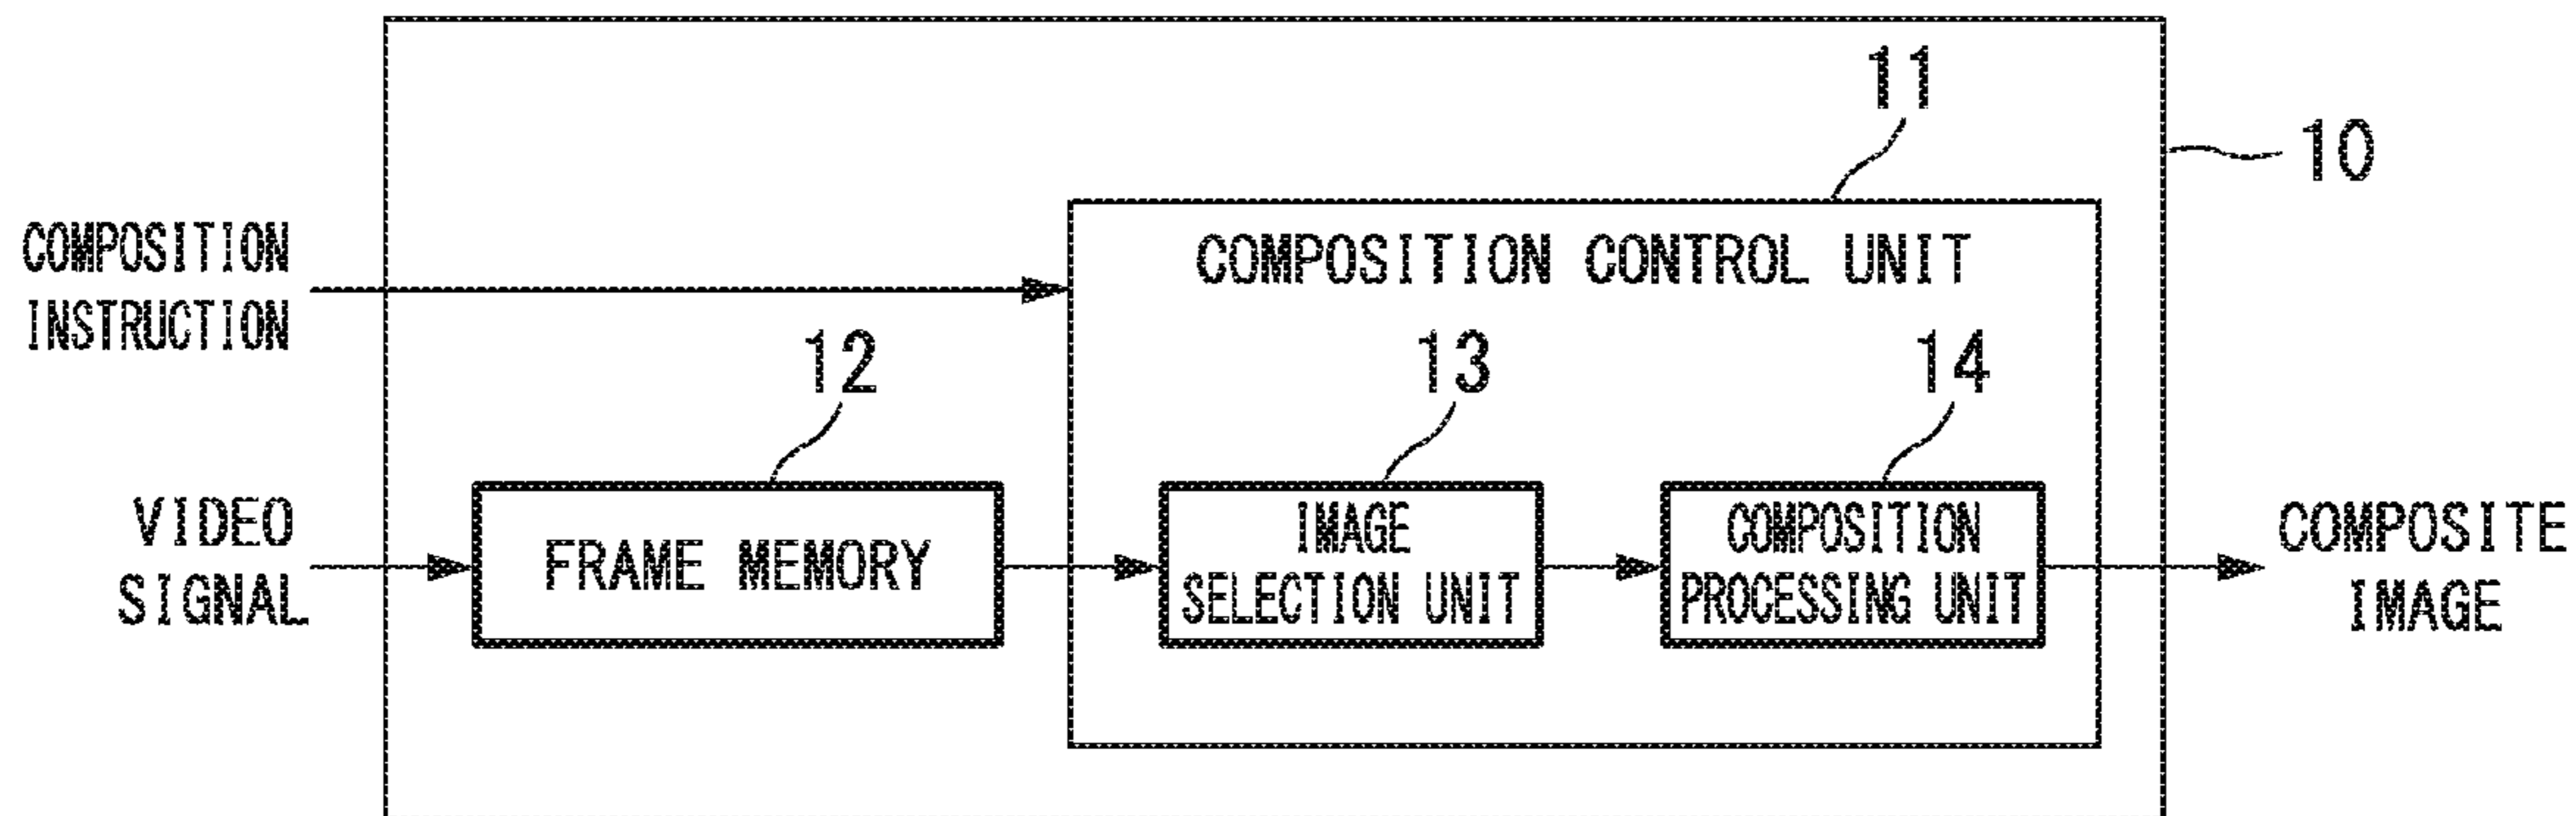 11
10
COMPOSITION
INSTRUCTION
COMPOSITION CONTROL UNIT
12
13
14
VIDEO
SIGNAL
FRAME MEMORY
IMAGE
SELECTION UNIT
COMPOSITION
PROCESSING UNIT
COMPOSITE
IMAGE